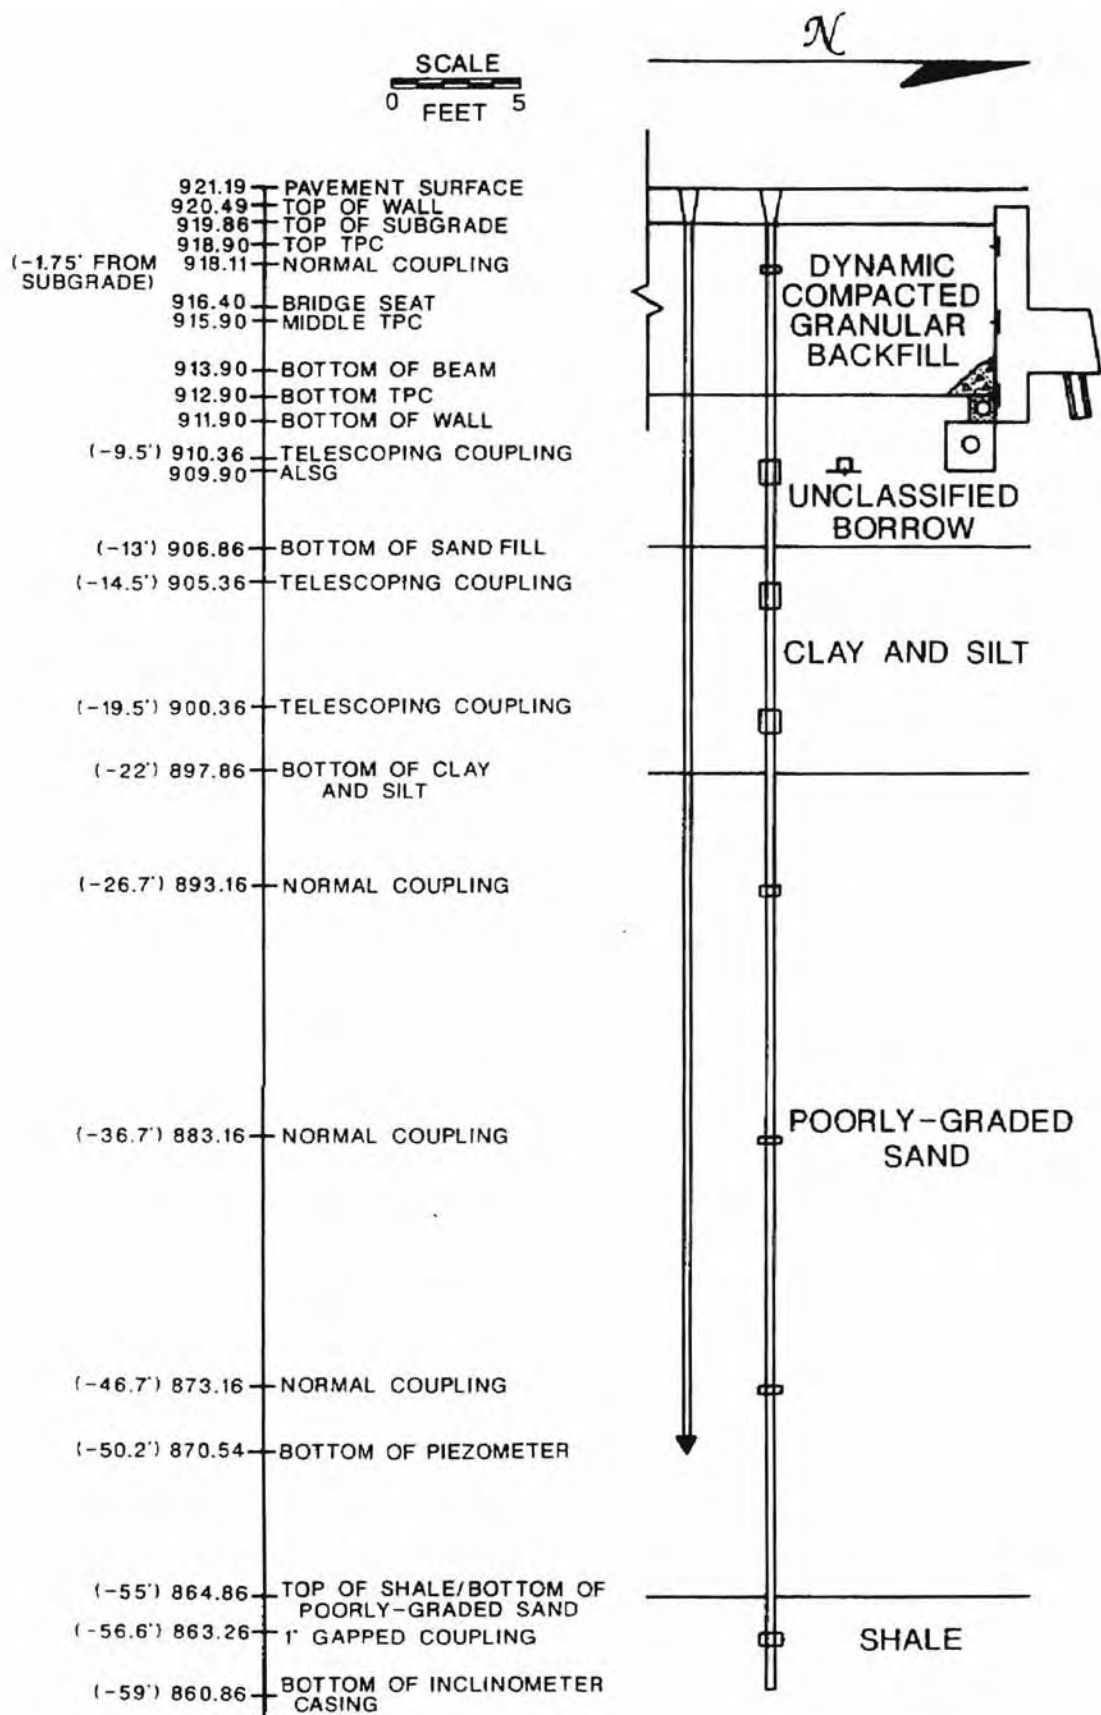 N
SCALE
0 5
FEET
921.19 PAVEMENT SURFACE
920.49 TOP OF WALL
919.86 TOP OF SUBGRADE
918.90 TOP TPC
(-1.75' FROM SUBGRADE) 918.11 NORMAL COUPLING
916.40 BRIDGE SEAT
915.90 MIDDLE TPC
913.90 BOTTOM OF BEAM
912.90 BOTTOM TPC
911.90 BOTTOM OF WALL
(-9.5') 910.36 TELESCOPING COUPLING
909.90 ALSG
(-13') 906.86 BOTTOM OF SAND FILL
(-14.5') 905.36 TELESCOPING COUPLING
(-19.5') 900.36 TELESCOPING COUPLING
(-22') 897.86 BOTTOM OF CLAY
AND SILT
(-26.7') 893.16 NORMAL COUPLING
(-36.7') 883.16 NORMAL COUPLING
(-46.7') 873.16 NORMAL COUPLING
(-50.2') 870.54 BOTTOM OF PIEZOMETER
(-55') 864.86 TOP OF SHALE/BOTTOM OF
POORLY-GRADED SAND
(-56.6') 863.26 1" GAPPED COUPLING
(-59') 860.86 BOTTOM OF INCLINOMETER
CASING
DYNAMIC
COMPACTED
GRANULAR
BACKFILL
UNCLASSIFIED
BORROW
CLAY AND SILT
POORLY-GRADED
SAND
SHALE